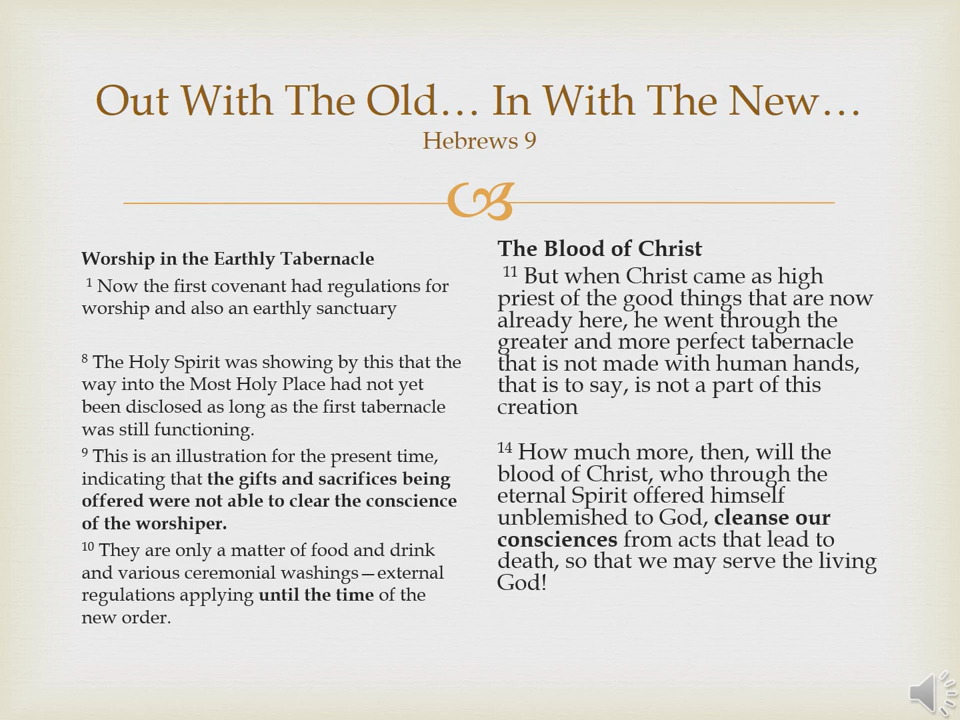 Out With The Old… In With The New…
Hebrews 9
Worship in the Earthly Tabernacle
1 Now the first covenant had regulations for
worship and also an earthly sanctuary
8 The Holy Spirit was showing by this that the
way into the Most Holy Place had not yet
been disclosed as long as the first tabernacle
was still functioning.
9 This is an illustration for the present time,
indicating that the gifts and sacrifices being
offered were not able to clear the conscience
of the worshiper.
10 They are only a matter of food and drink
and various ceremonial washings—external
regulations applying until the time of the
new order.
The Blood of Christ
11 But when Christ came as high
priest of the good things that are now
already here, he went through the
greater and more perfect tabernacle
that is not made with human hands,
that is to say, is not a part of this
creation
14 How much more, then, will the
blood of Christ, who through the
eternal Spirit offered himself
unblemished to God, cleanse our
consciences from acts that lead to
death, so that we may serve the living
God!